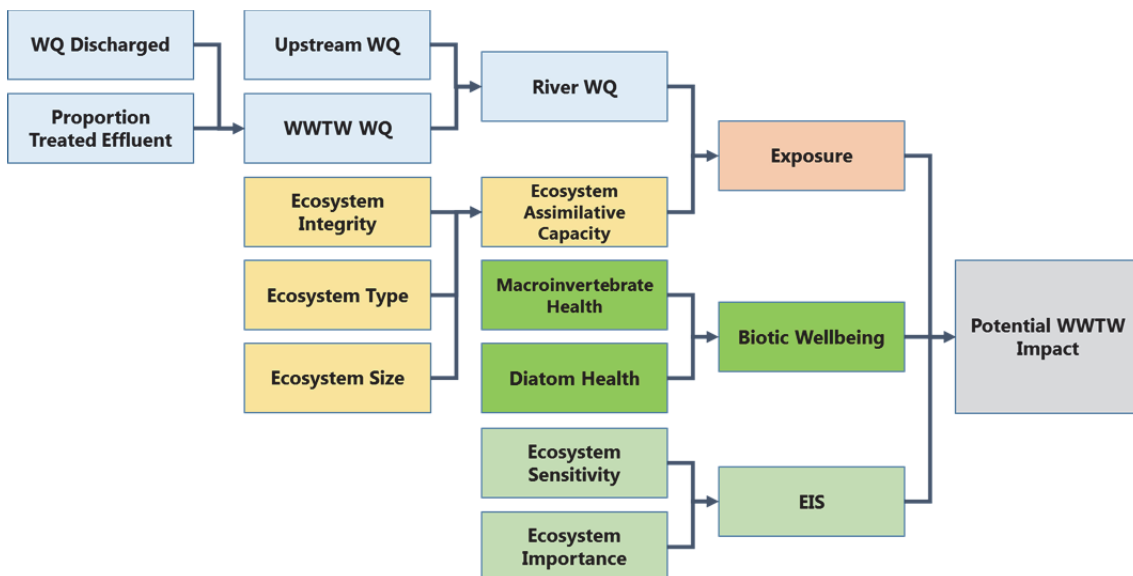 WQ Discharged
Proportion
Treated Effluent
Upstream WQ
WWTW WQ
River WQ
Ecosystem
Integrity
Ecosystem Type
Ecosystem Size
Ecosystem
Assimilative
Capacity
Macroinvertebrate
Health
Diatom Health
Ecosystem
Sensitivity
Ecosystem
Importance
Exposure
Biotic Wellbeing
EIS
Potential WWTW
Impact